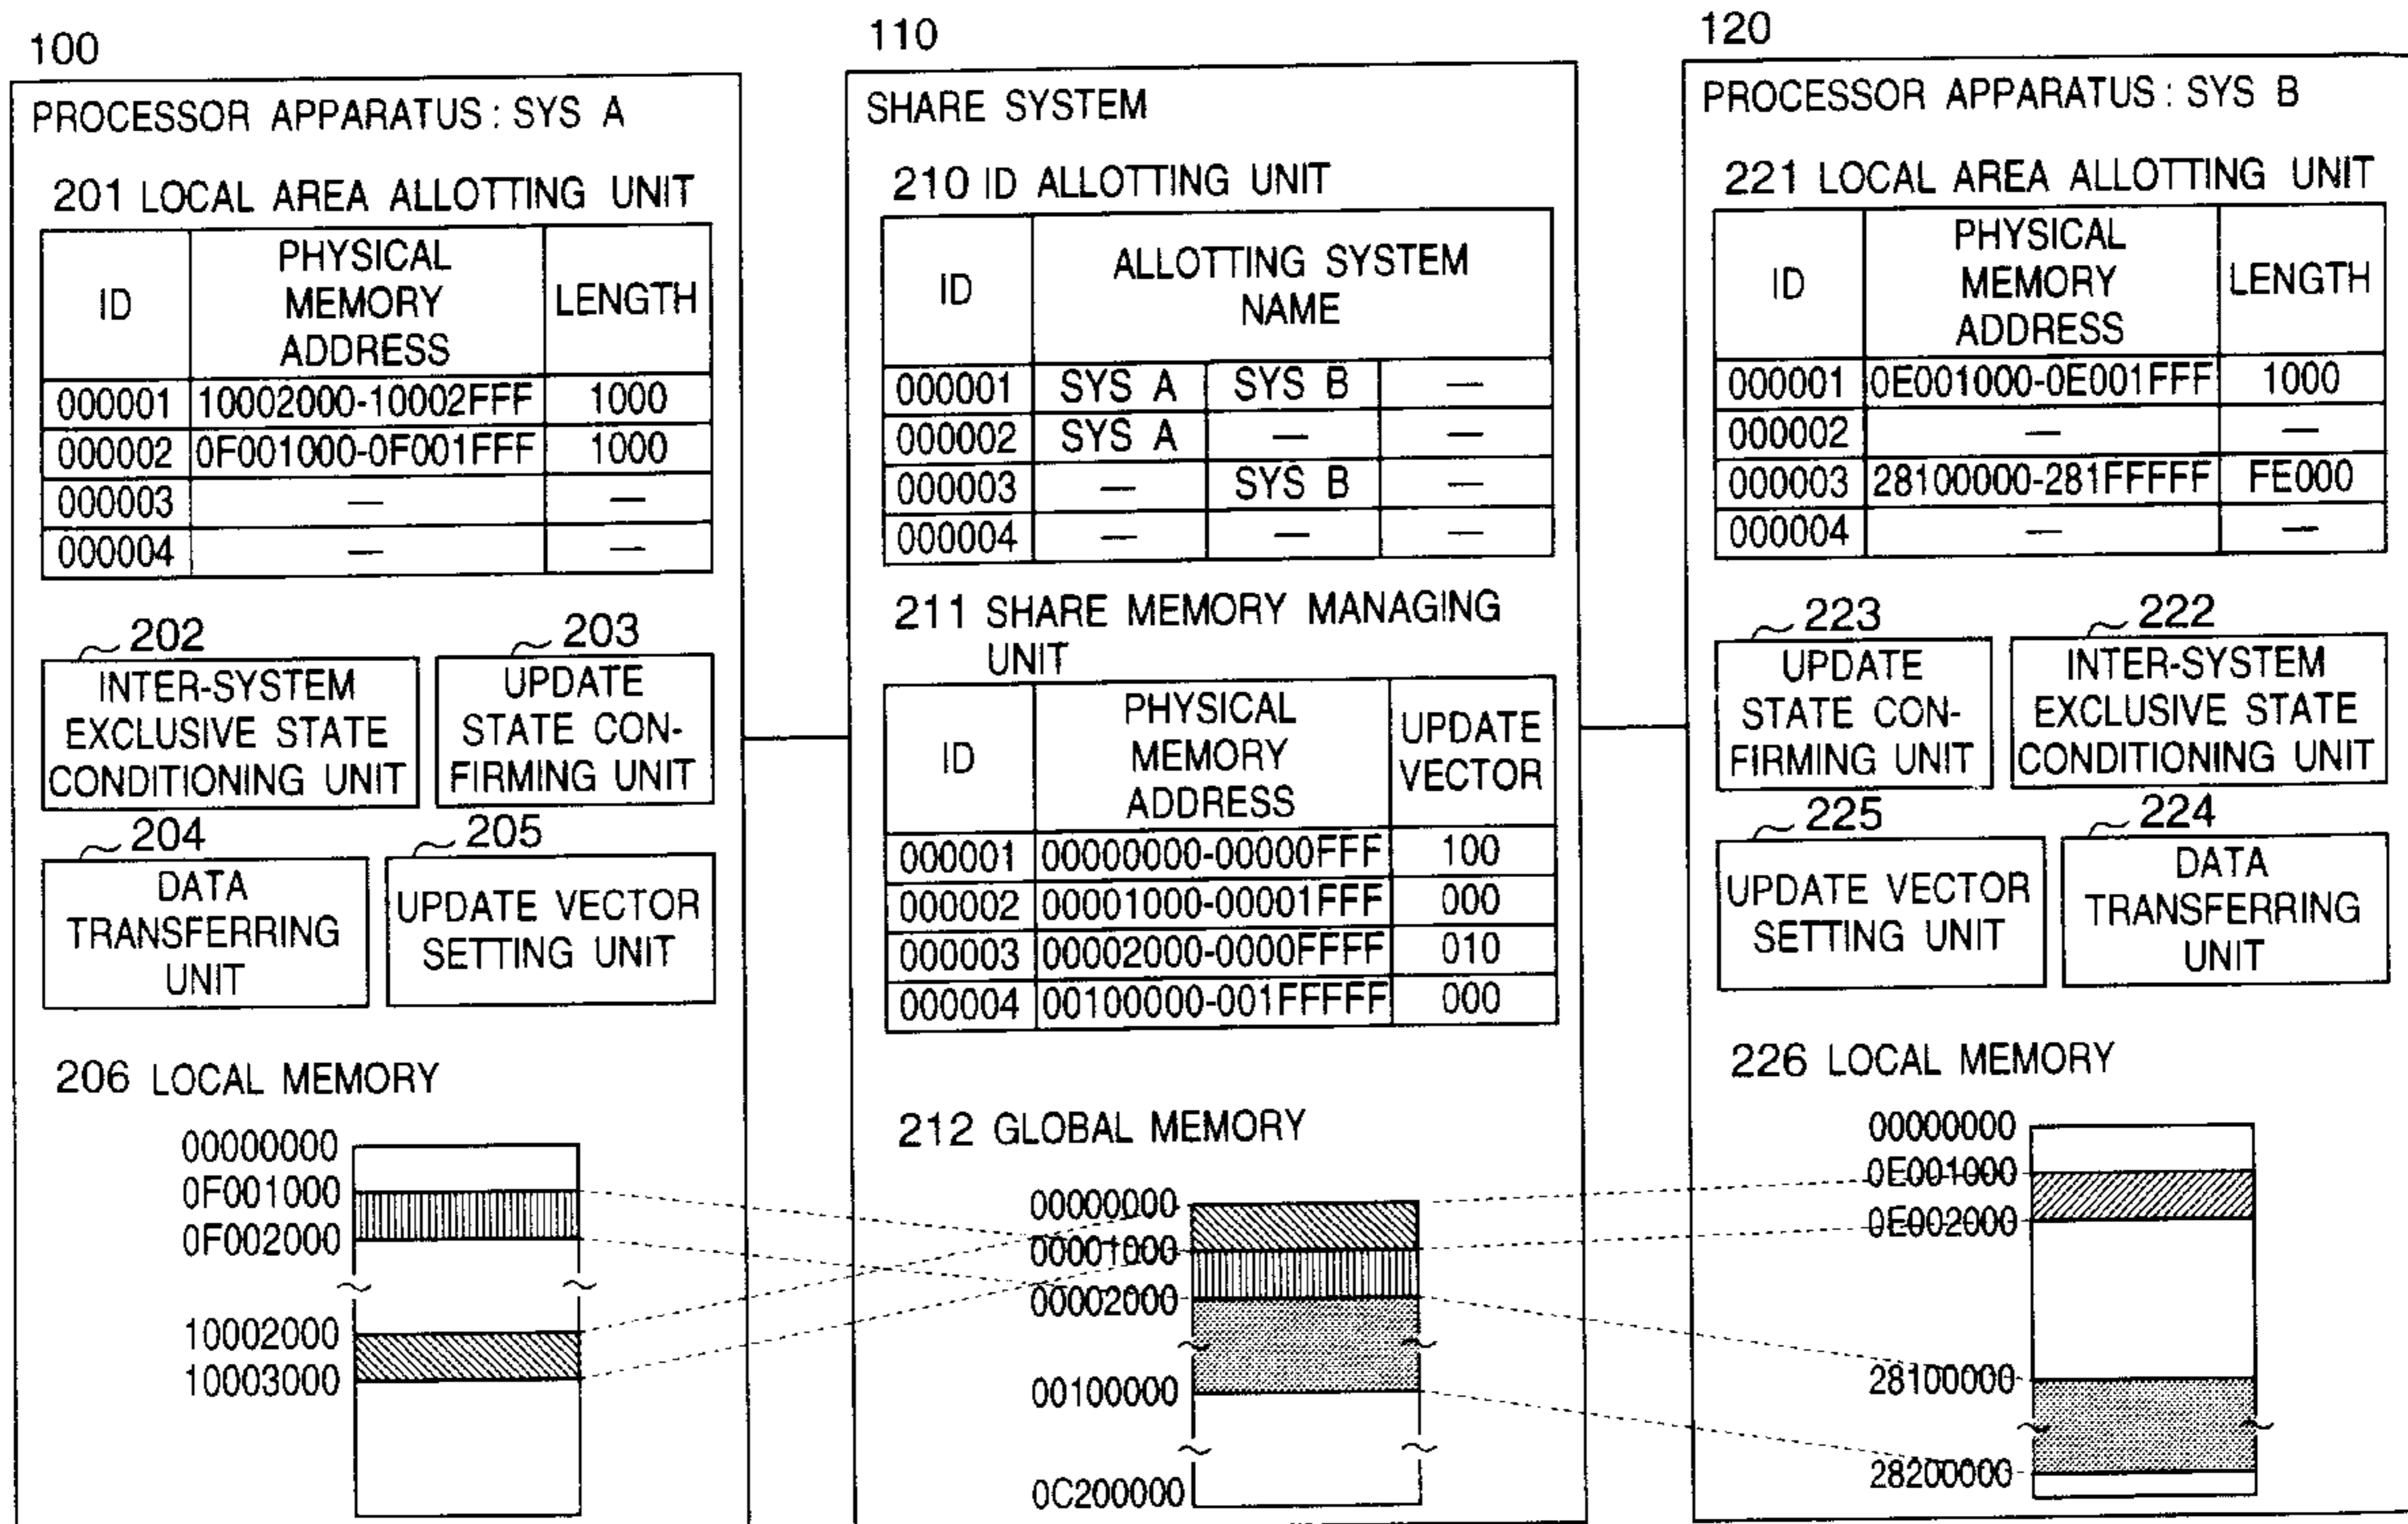 100
PROCESSOR APPARATUS : SYS A
201 LOCAL AREA ALLOTTING UNIT
ID PHYSICAL MEMORY ADDRESS LENGTH
000001 10002000-10002FFF 1000
000002 0F001000-0F001FFF 1000
000003 — —
000004 — —
202
INTER-SYSTEM
EXCLUSIVE STATE
CONDITIONING UNIT
203
UPDATE
STATE CON-
FIRMING UNIT
204
DATA
TRANSFERRING
UNIT
205
UPDATE VECTOR
SETTING UNIT
206 LOCAL MEMORY
00000000
0F001000
0F002000
10002000
10003000
110
SHARE SYSTEM
210 ID ALLOTTING UNIT
ID ALLOTTING SYSTEM NAME
000001 SYS A SYS B —
000002 SYS A — —
000003 — SYS B —
000004 — — —
211 SHARE MEMORY MANAGING
UNIT
ID PHYSICAL MEMORY ADDRESS UPDATE VECTOR
000001 00000000-00000FFF 100
000002 00001000-00001FFF 000
000003 00002000-0000FFFF 010
000004 00100000-001FFFFF 000
212 GLOBAL MEMORY
00000000
00001000
00002000
00100000
0C200000
120
PROCESSOR APPARATUS : SYS B
221 LOCAL AREA ALLOTTING UNIT
ID PHYSICAL MEMORY ADDRESS LENGTH
000001 0E001000-0E001FFF 1000
000002 — —
000003 28100000-281FFFFF FE000
000004 — —
223
UPDATE
STATE CON-
FIRMING UNIT
222
INTER-SYSTEM
EXCLUSIVE STATE
CONDITIONING UNIT
225
UPDATE VECTOR
SETTING UNIT
224
DATA
TRANSFERRING
UNIT
226 LOCAL MEMORY
00000000
0E001000
0E002000
28100000
28200000